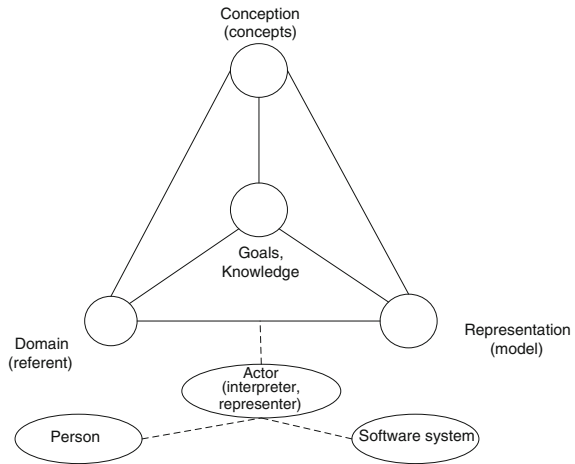 Conception
(concepts)
Goals,
Knowledge
Domain
(referent)
Representation
(model)
Actor
(interpreter,
representer)
Person
Software system